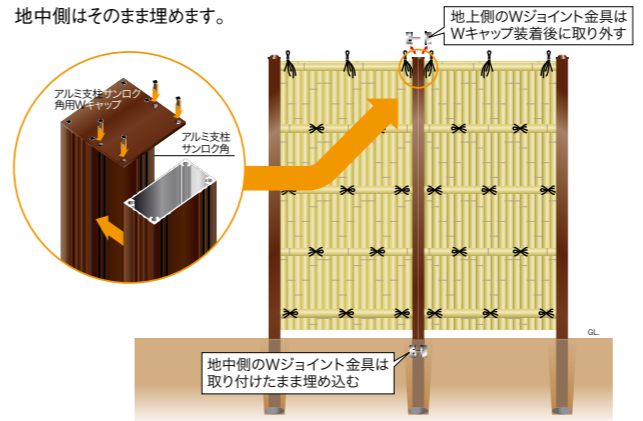 地中側はそのまま埋めます。
地上側のWジョイント金具は
Wキャップ装着後に取り外す
アルミ支柱サンロク
角用Wキャップ
アルミ支柱
サンロク角
GL
地中側のWジョイント金具は
取り付けたまま埋め込む